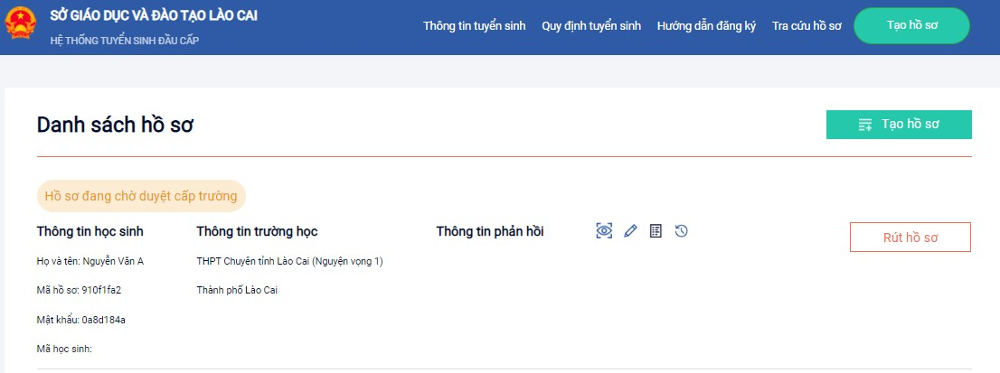 SỞ GIÁO DỤC VÀ ĐÀO TẠO LÀO CAI
HỆ THỐNG TUYỂN SINH ĐẦU CẤP
Thông tin tuyển sinh Quy định tuyển sinh Hướng dẫn đăng ký Tra cứu hồ sơ Tạo hồ sơ
Danh sách hồ sơ
Tạo hồ sơ
Hồ sơ đang chờ duyệt cấp trường
Thông tin học sinh Thông tin trường học Thông tin phản hồi
Rút hồ sơ
Họ và tên: Nguyễn Văn A THPT Chuyên tỉnh Lào Cai (Nguyện vọng 1)
Mã hồ sơ: 910f1fa2 Thành phố Lào Cai
Mật khẩu: 0a8d184a
Mã học sinh: